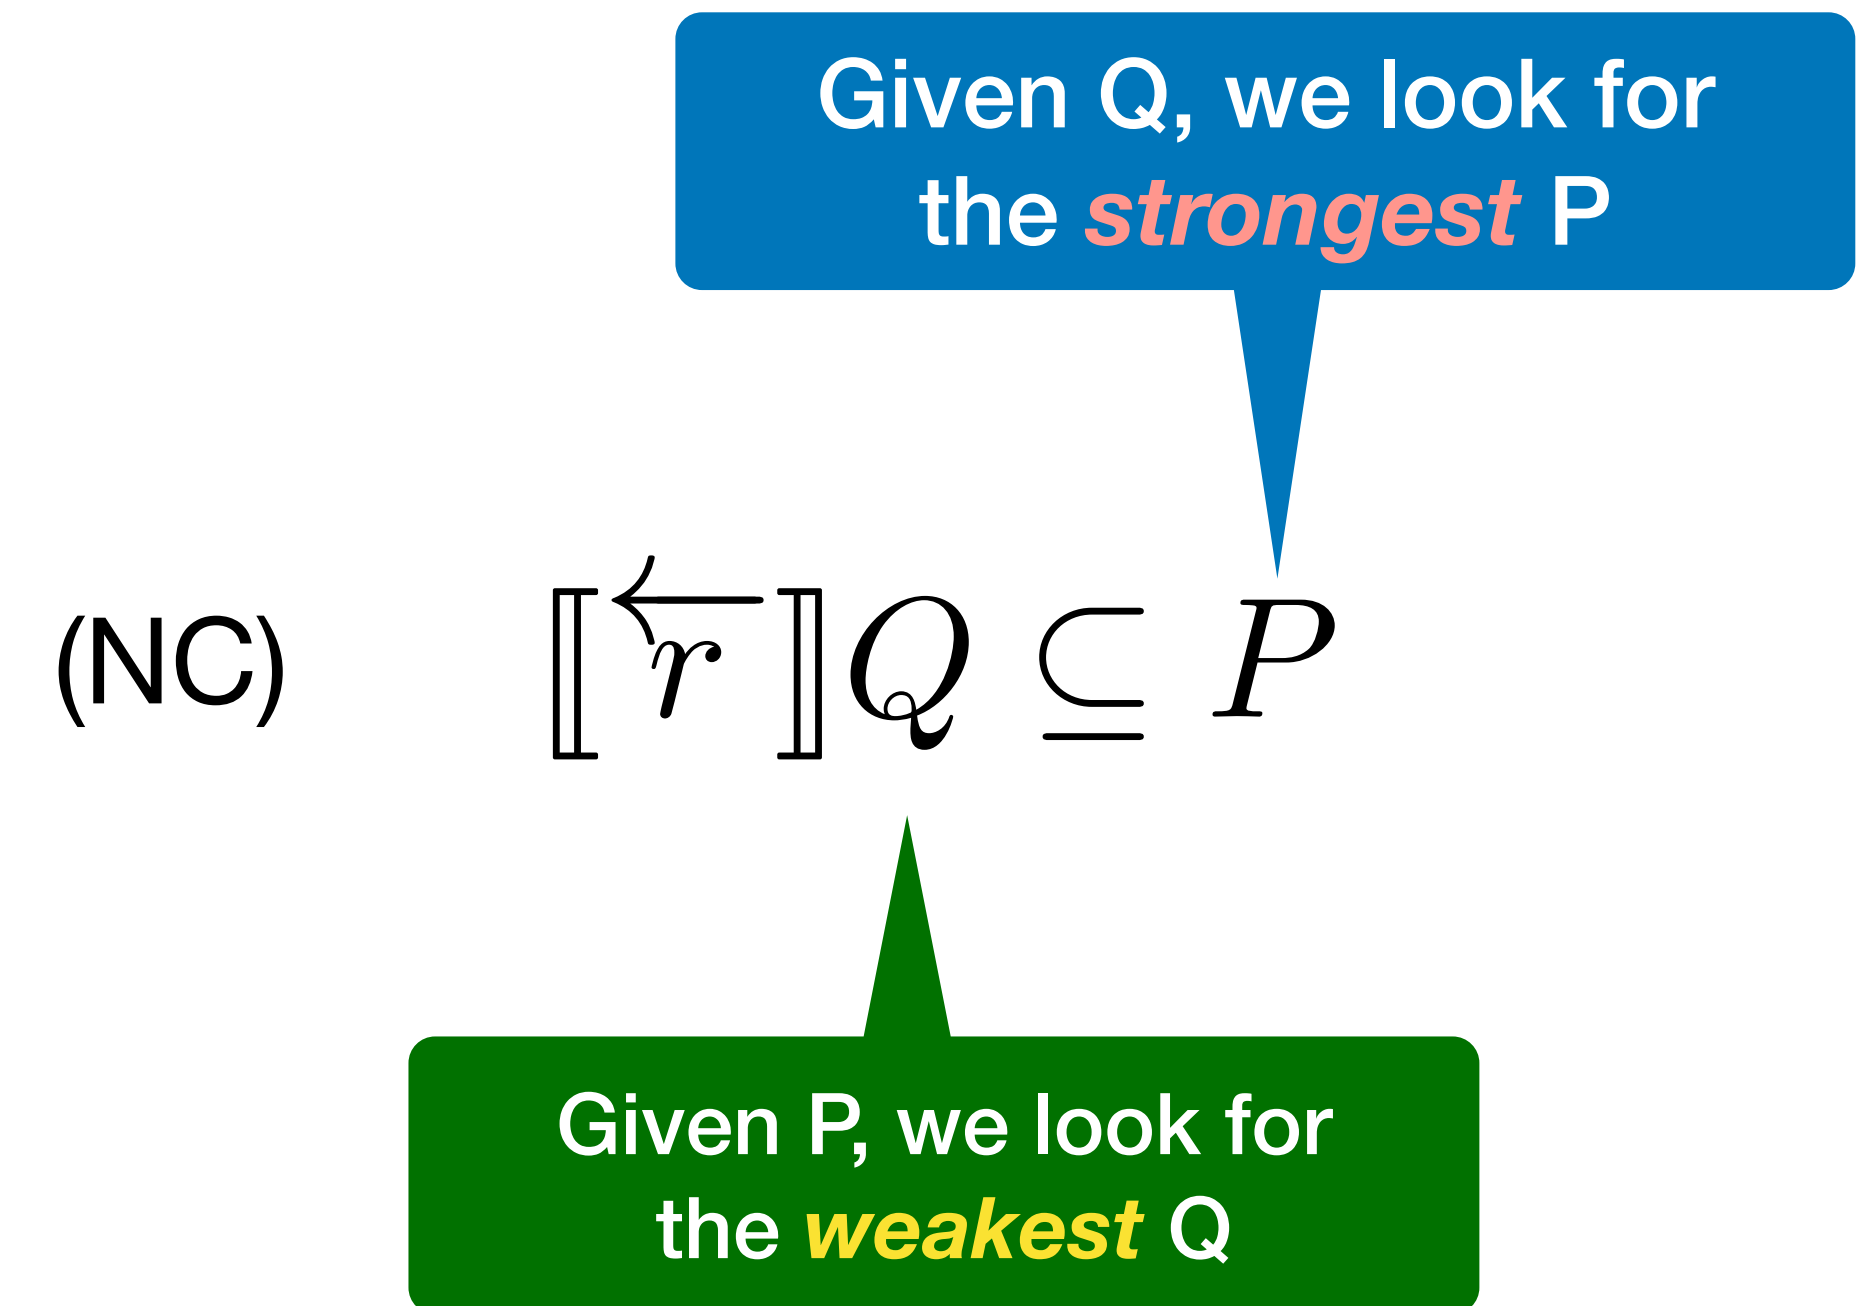 Given Q, we look for
the strongest P
(NC) ⟦←r⟧Q ⊆ P
Given P, we look for
the weakest Q